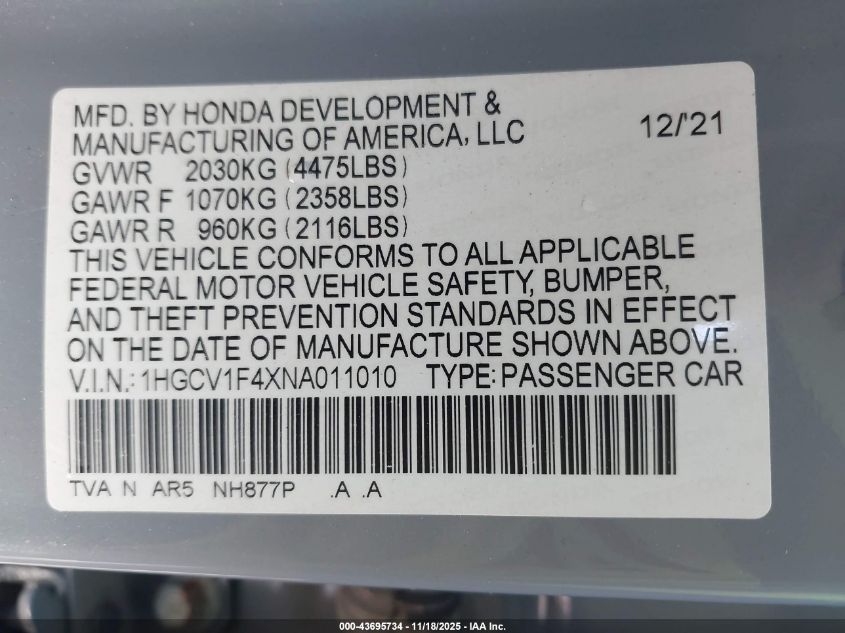 MFD. BY HONDA DEVELOPMENT &
MANUFACTURING OF AMERICA, LLC 12/'21
GVWR 2030KG (4475LBS)
GAWR F 1070KG (2358LBS)
GAWR R 960KG (2116LBS)
THIS VEHICLE CONFORMS TO ALL APPLICABLE
FEDERAL MOTOR VEHICLE SAFETY, BUMPER,
AND THEFT PREVENTION STANDARDS IN EFFECT
ON THE DATE OF MANUFACTURE SHOWN ABOVE.
V.I.N.: 1HGCV1F4XNA011010 TYPE: PASSENGER CAR
TVA N AR5 NH877P .A .A
000-43695734 — 11/18/2025 — IAA Inc.